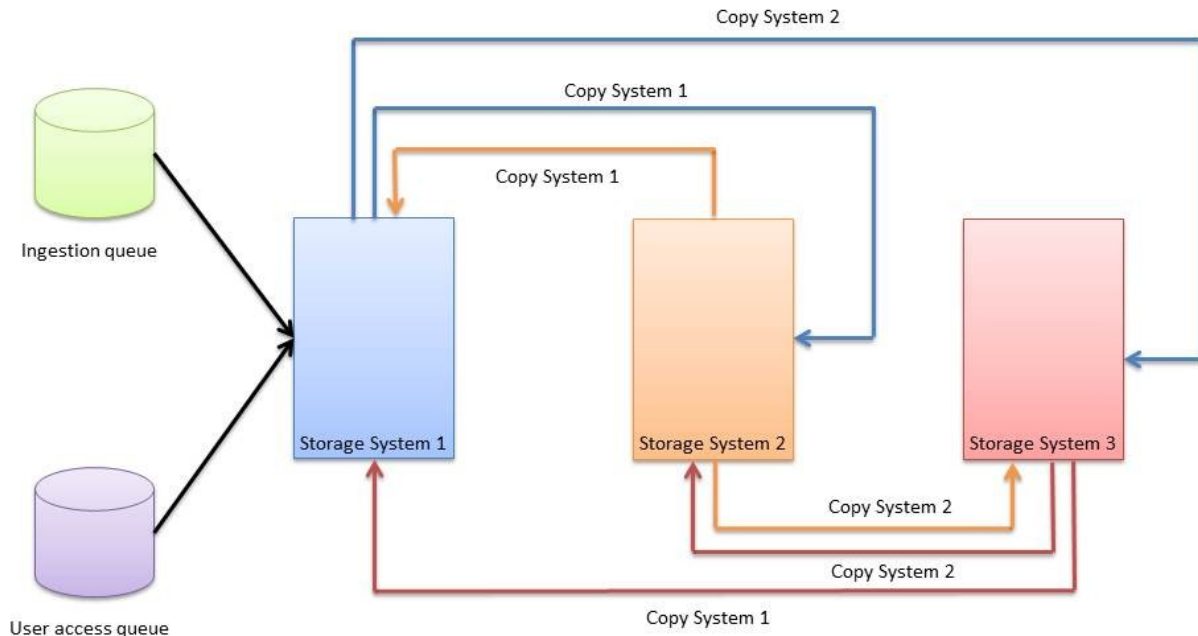 Copy System 2
Copy System 1
Copy System 1
Ingestion queue
Storage System 1
Storage System 2
Storage System 3
Copy System 2
Copy System 2
Copy System 1
User access queue